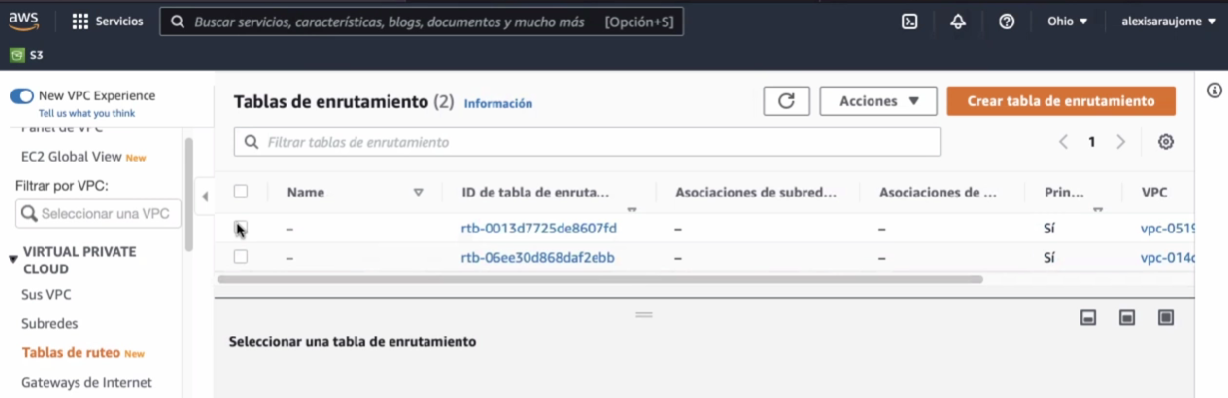 aws
Servicios
Buscar servicios, características, blogs, documentos y mucho más [Opción+S]
Ohio
alexisaraujome
S3
New VPC Experience
Tell us what you think
Panel de VPC
EC2 Global View New
Filtrar por VPC:
Seleccionar una VPC
VIRTUAL PRIVATE
CLOUD
Sus VPC
Subredes
Tablas de ruteo New
Gateways de Internet
Tablas de enrutamiento (2) Información
Acciones
Crear tabla de enrutamiento
Filtrar tablas de enrutamiento
1
Name ID de tabla de enruta... Asociaciones de subred... Asociaciones de ... Prin... VPC
– rtb-0013d7725de8607fd – – Sí vpc-0519
– rtb-06ee30d868daf2ebb – – Sí vpc-014c
Seleccionar una tabla de enrutamiento